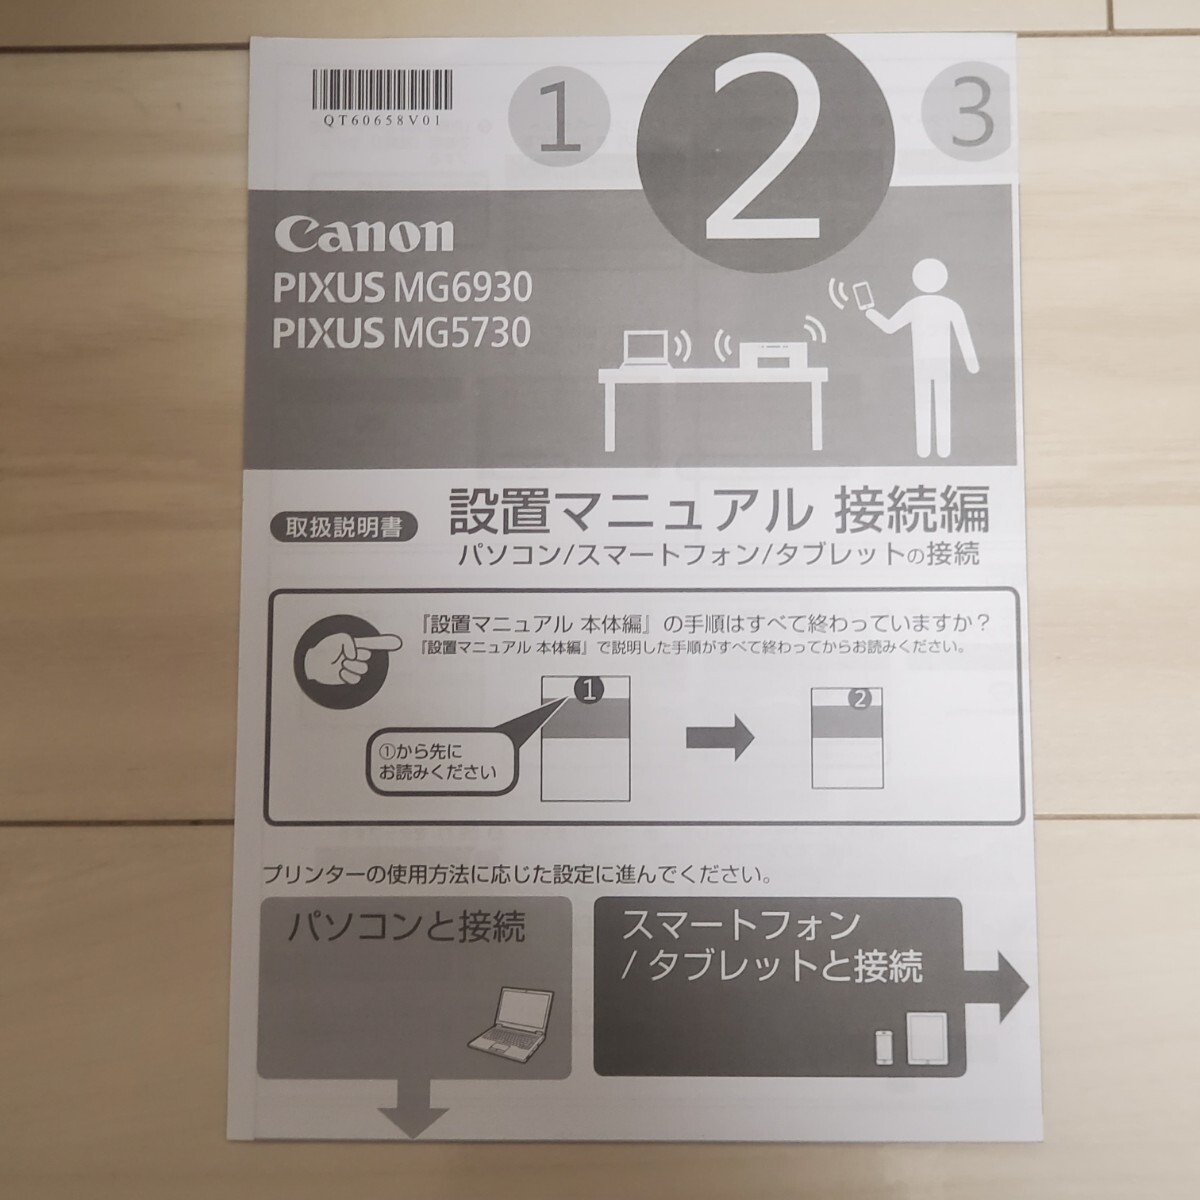 QT60658V01
1
2
3
Canon
PIXUS MG6930
PIXUS MG5730
取扱説明書
設置マニュアル 接続編
パソコン/スマートフォン/タブレットの接続
『設置マニュアル 本体編』の手順はすべて終わっていますか？
『設置マニュアル 本体編』で説明した手順がすべて終わってからお読みください。
1
2
①から先に
お読みください
プリンターの使用方法に応じた設定に進んでください。
パソコンと接続
スマートフォン
/ タブレットと接続